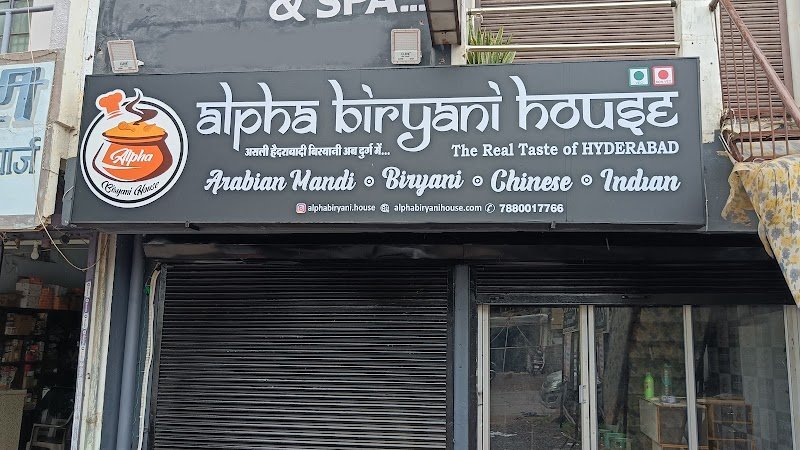 & SPA...
alpha biryani house
असली हैदराबादी बिरयानी अब दुर्ग में...
The Real Taste of HYDERABAD
Alpha
Biryani House
Arabian Mandi • Biryani • Chinese • Indian
alphabiryani.house alphabiryanihouse.com 7880017766